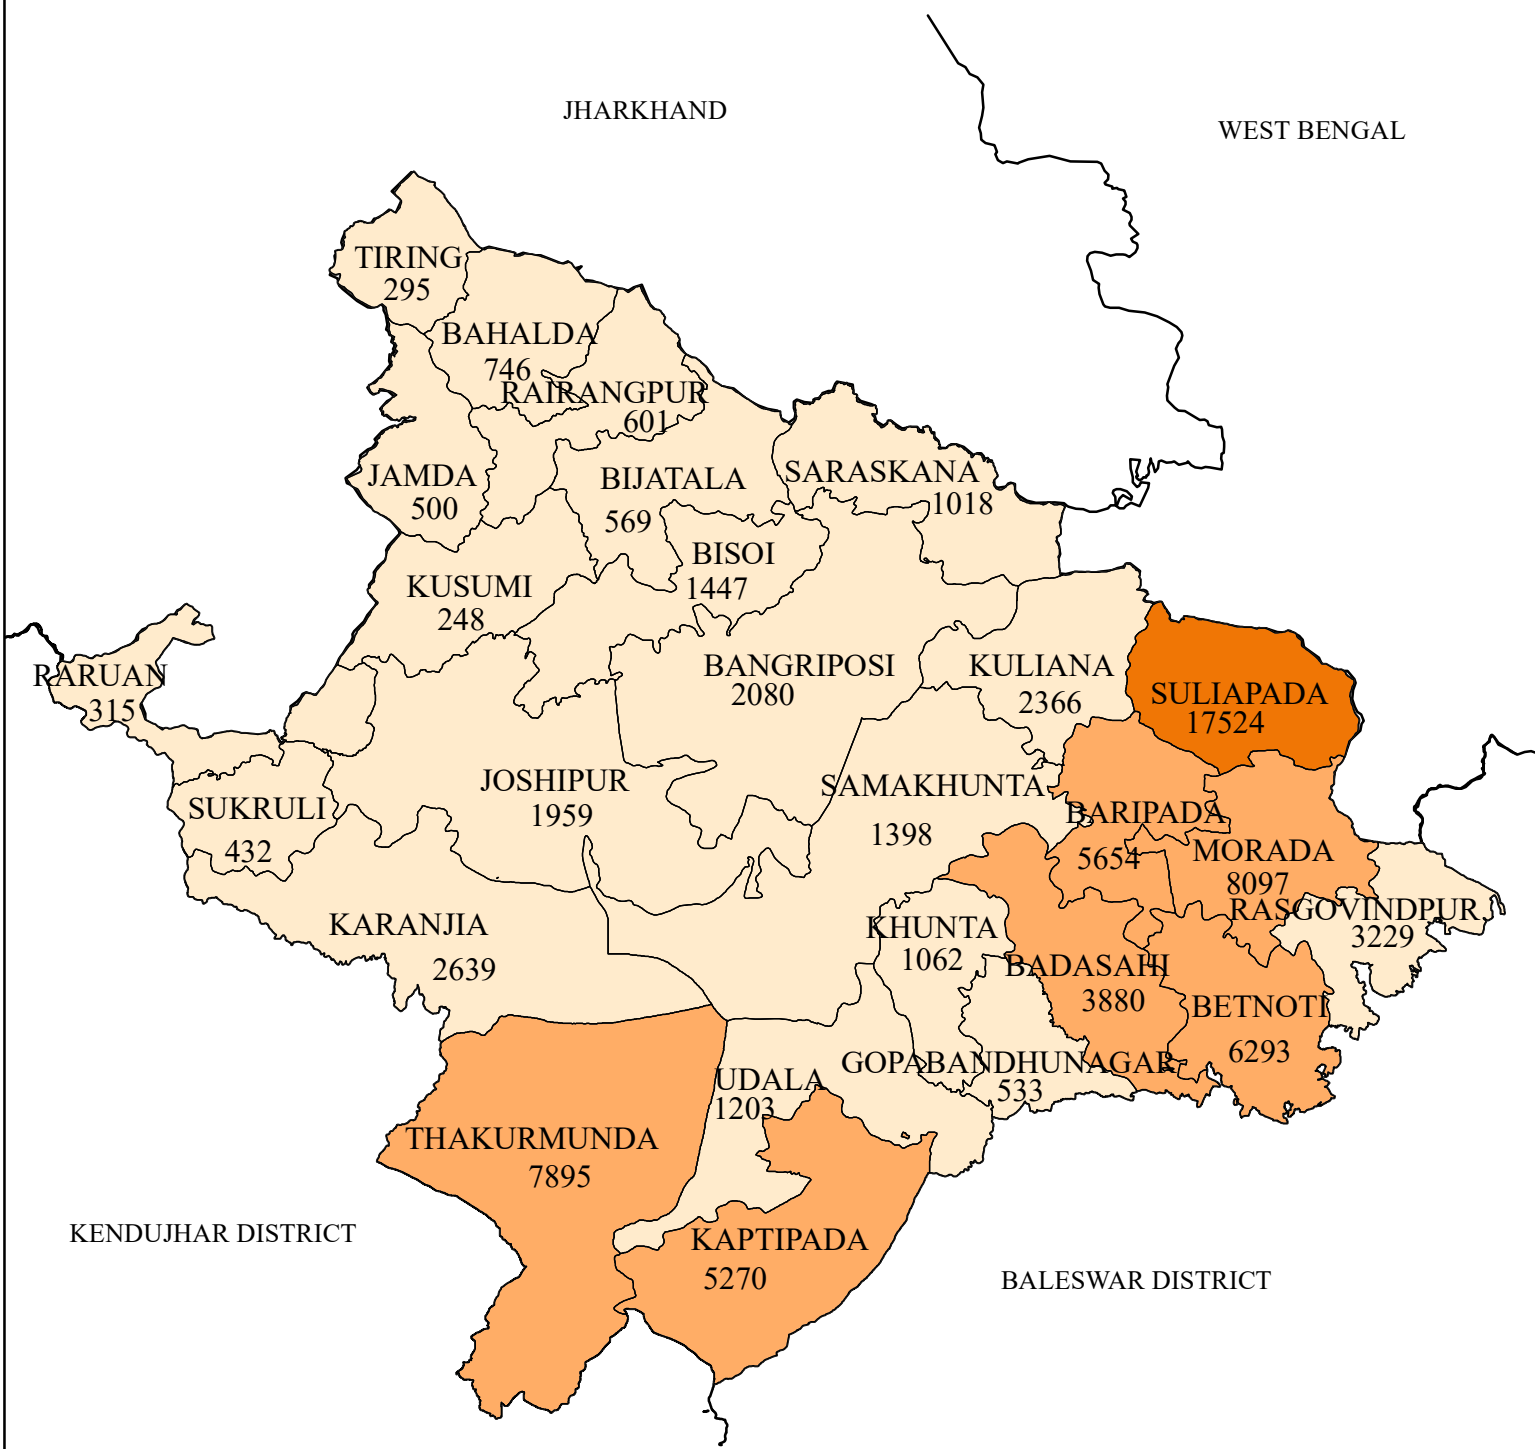 JHARKHAND
WEST BENGAL
TIRING
295
BAHALDA
746
RAIRANGPUR
601
JAMDA
500
BIJATALA
569
SARASKANA
1018
BISOI
1447
KUSUMI
248
RARUAN
315
BANGRIPOSI
2080
KULIANA
2366
SULIAPADA
17524
JOSHIPUR
1959
SAMAKHUNTA
1398
SUKRULI
432
BARIPADA
5654
MORADA
8097
KARANJIA
2639
KHUNTA
1062
RASGOVINDPUR
3229
BADASAHI
3880
BETNOTI
6293
GOPABANDHUNAGAR
533
UDALA
1203
THAKURMUNDA
7895
KAPTIPADA
5270
KENDUJHAR DISTRICT
BALESWAR DISTRICT